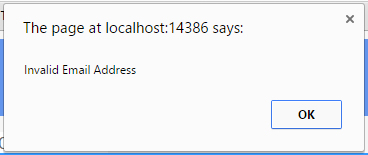 The page at localhost:14386 says:
Invalid Email Address
OK